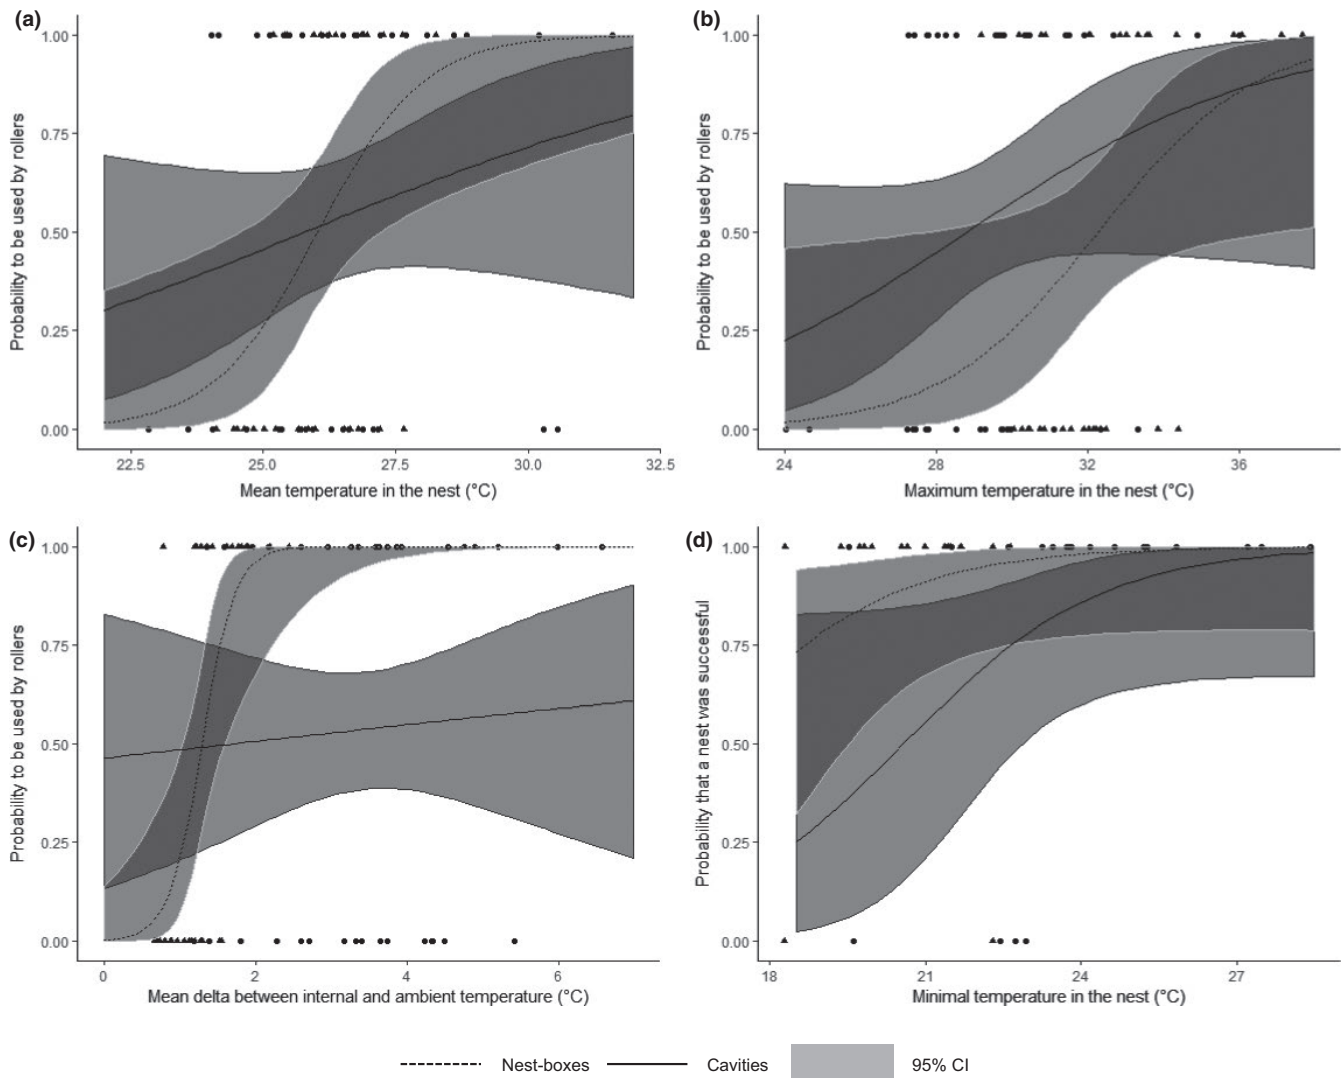 (a)
Probability to be used by rollers
1.00
0.75
0.50
0.25
0.00
22.5 25.0 27.5 30.0 32.5
Mean temperature in the nest (°C)
(b)
Probability to be used by rollers
1.00
0.75
0.50
0.25
0.00
24 28 32 36
Maximum temperature in the nest (°C)
(c)
Probability to be used by rollers
1.00
0.75
0.50
0.25
0.00
0 2 4 6
Mean delta between internal and ambient temperature (°C)
(d)
Probability that a nest was successful
1.00
0.75
0.50
0.25
0.00
18 21 24 27
Minimal temperature in the nest (°C)
Nest-boxes Cavities 95% CI